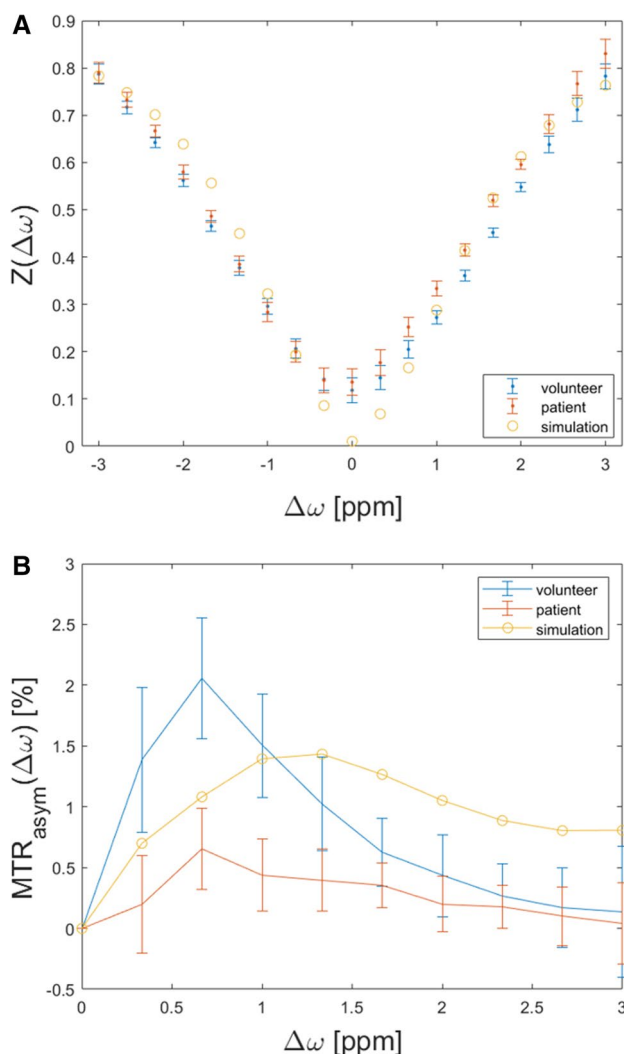 A
0.9
0.8
0.7
0.6
0.5
0.4
0.3
0.2
0.1
0
Z(Δω)
-3 -2 -1 0 1 2 3
Δω [ppm]
volunteer
patient
simulation
B
3
2.5
2
1.5
1
0.5
0
-0.5
MTRasym(Δω) [%]
0 0.5 1 1.5 2 2.5 3
Δω [ppm]
volunteer
patient
simulation